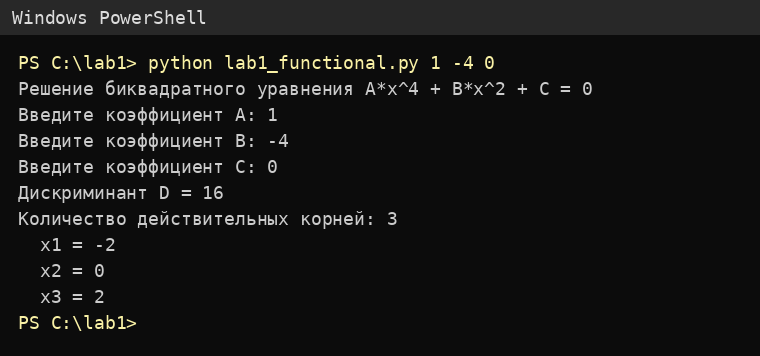 Windows PowerShell
PS C:\lab1> python lab1_functional.py 1 -4 0
Решение биквадратного уравнения A*x^4 + B*x^2 + C = 0
Введите коэффициент A: 1
Введите коэффициент B: -4
Введите коэффициент C: 0
Дискриминант D = 16
Количество действительных корней: 3
  x1 = -2
  x2 = 0
  x3 = 2
PS C:\lab1>